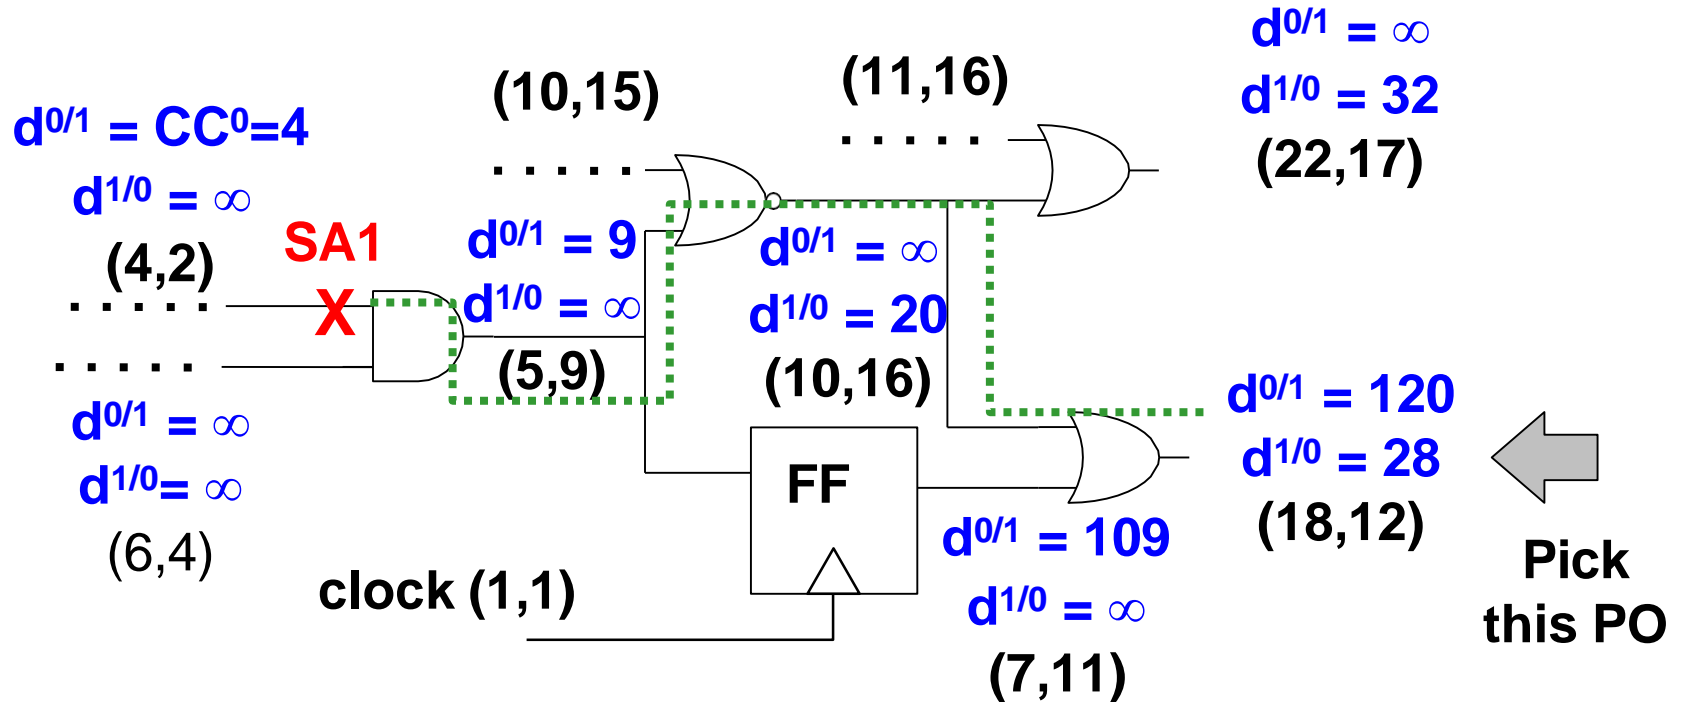 d0/1 = ∞
d1/0 = 32
(22,17)
(11,16)
(10,15)
d0/1 = CC0=4
d1/0 = ∞
(4,2)
SA1
X
d0/1 = 9
d1/0 = ∞
(5,9)
d0/1 = ∞
d1/0 = 20
(10,16)
d0/1 = ∞
d1/0= ∞
(6,4)
clock (1,1)
FF
d0/1 = 109
d1/0 = ∞
(7,11)
d0/1 = 120
d1/0 = 28
(18,12)
Pick
this PO